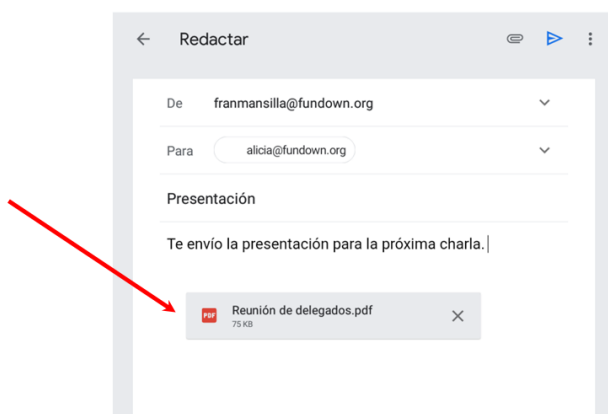 Redactar
De franmansilla@fundown.org
Para alicia@fundown.org
Presentación
Te envío la presentación para la próxima charla.
PDF Reunión de delegados.pdf
75 KB